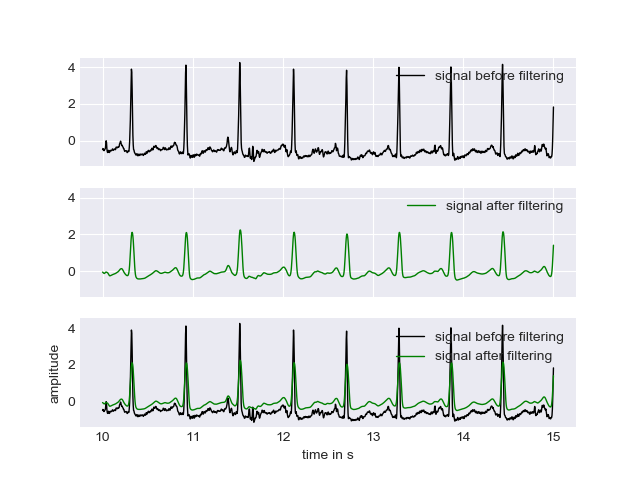 4
signal before filtering
2
0
4
signal after filtering
2
0
4
signal before filtering
signal after filtering
2
0
amplitude
10 11 12 13 14 15
time in s